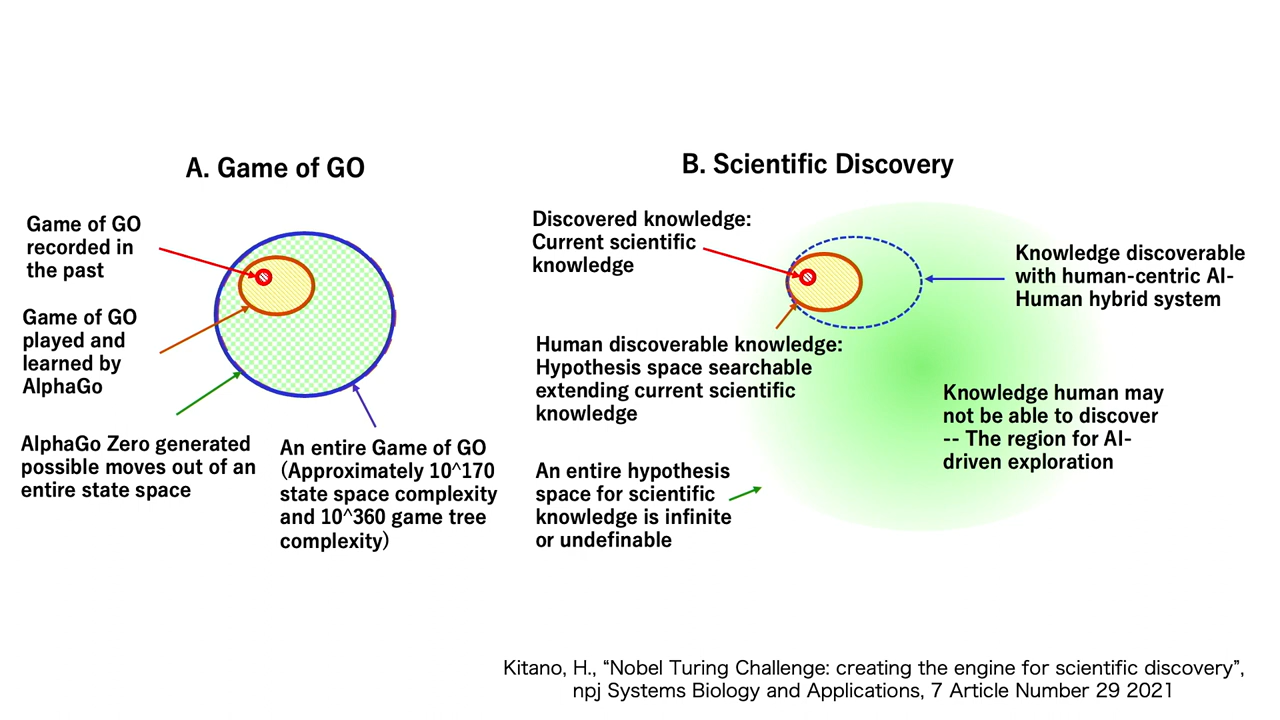 A. Game of GO
Game of GO
recorded in
the past
Game of GO
played and
learned by
AlphaGo
AlphaGo Zero generated
possible moves out of an
entire state space
An entire Game of GO
(Approximately 10^170
state space complexity
and 10^360 game tree
complexity)
B. Scientific Discovery
Discovered knowledge:
Current scientific
knowledge
Human discoverable knowledge:
Hypothesis space searchable
extending current scientific
knowledge
An entire hypothesis
space for scientific
knowledge is infinite
or undefinable
Knowledge discoverable
with human-centric AI-
Human hybrid system
Knowledge human may
not be able to discover
-- The region for AI-
driven exploration
Kitano, H., “Nobel Turing Challenge: creating the engine for scientific discovery”,
npj Systems Biology and Applications, 7 Article Number 29 2021